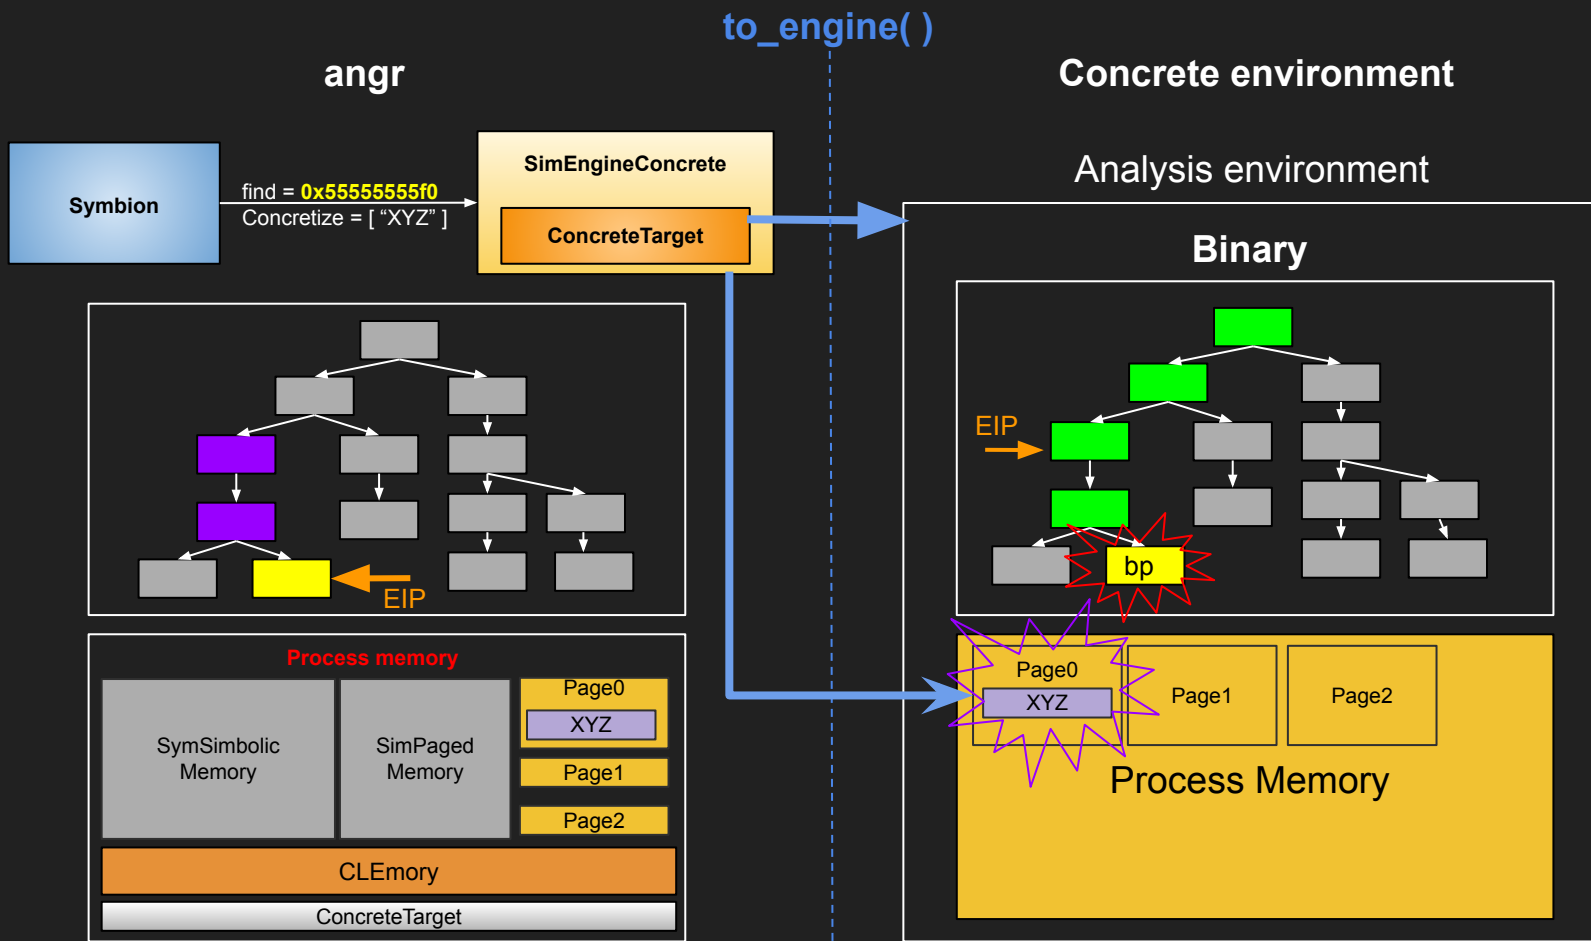 to_engine( )
angr
Concrete environment
Symbion
find = 0x55555555f0
Concretize = [ “XYZ” ]
SimEngineConcrete
ConcreteTarget
Analysis environment
Binary
EIP
EIP
bp
Process memory
SymSimbolic
Memory
SimPaged
Memory
Page0
XYZ
Page1
Page2
CLEmory
ConcreteTarget
Page0
XYZ
Page1
Page2
Process Memory